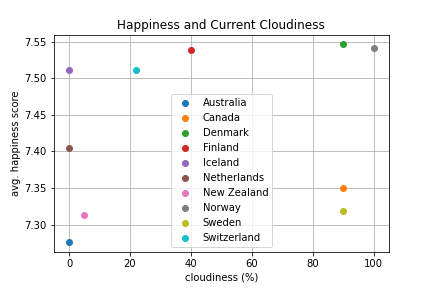 Happiness and Current Cloudiness
7.55
7.50
7.45
7.40
7.35
7.30
avg. happiness score
Australia
Canada
Denmark
Finland
Iceland
Netherlands
New Zealand
Norway
Sweden
Switzerland
0 20 40 60 80 100
cloudiness (%)